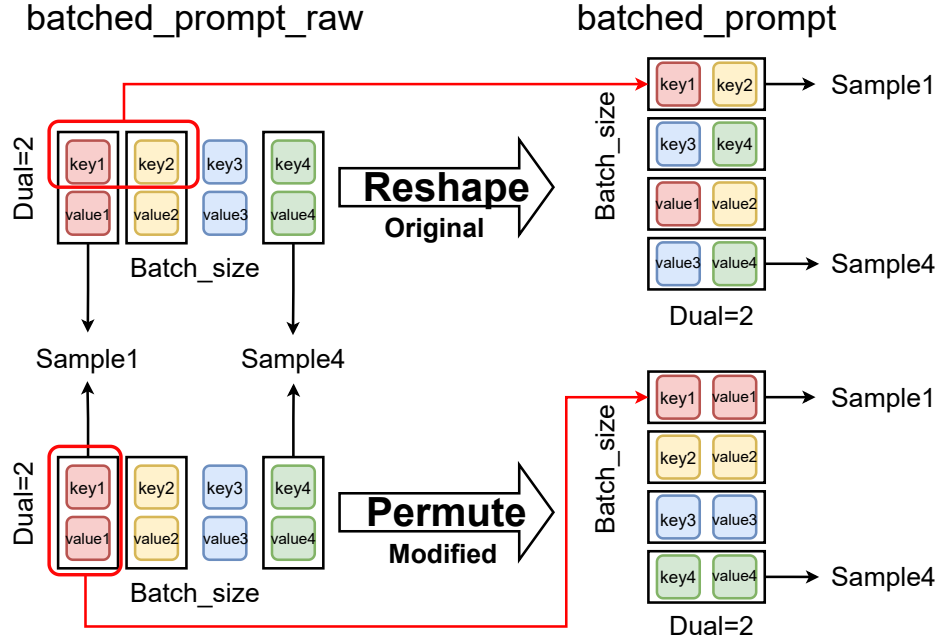 batched_prompt_raw
batched_prompt
Dual=2
key1
key2
key3
key4
value1
value2
value3
value4
Batch_size
Reshape
Original
Batch_size
key1
key2
Sample1
key3
key4
value1
value2
value3
value4
Sample4
Dual=2
Sample1
Sample4
Dual=2
key1
key2
key3
key4
value1
value2
value3
value4
Batch_size
Permute
Modified
Batch_size
key1
value1
Sample1
key2
value2
key3
value3
key4
value4
Sample4
Dual=2